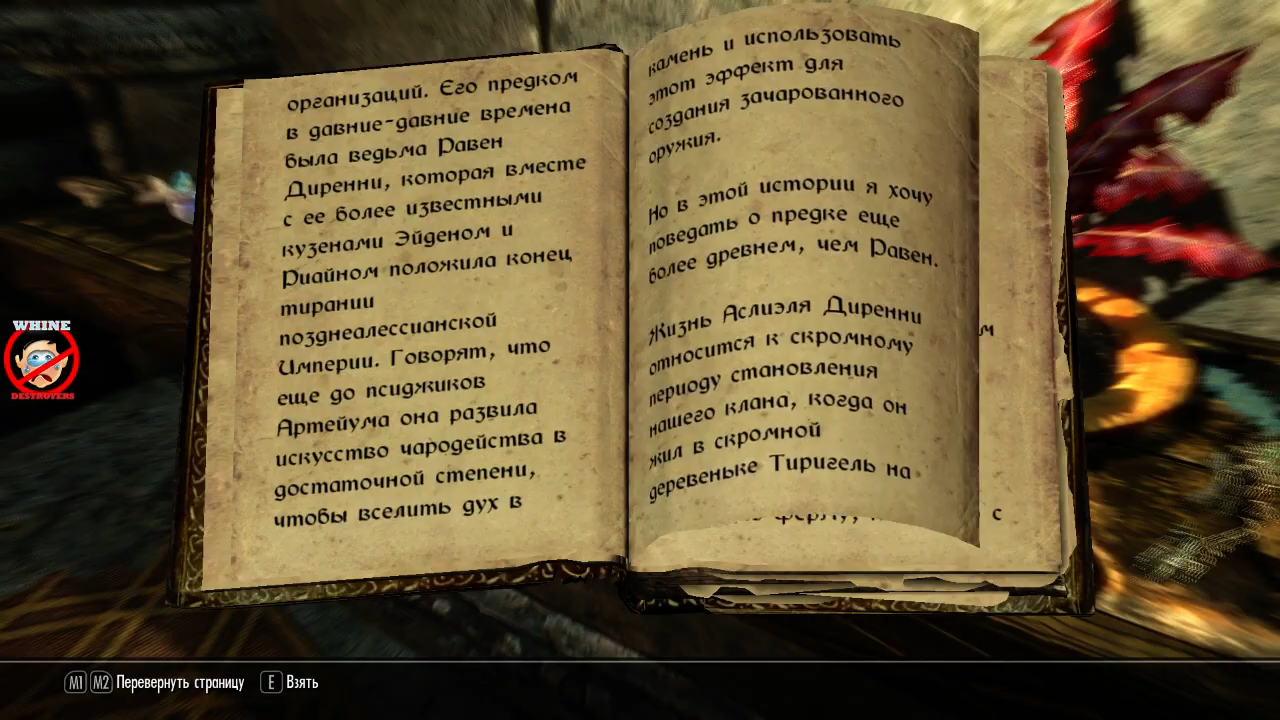 организаций. Его предком
в давние-давние времена
была ведьма Равен
Диренни, которая вместе
с ее более известными
кузенами Эйденом и
Риайном положила конец
тирании
позднеалессианской
Империи. Говорят, что
еще до псиджиков
Артейума она развила
искусство чародейства в
достаточной степени,
чтобы вселить дух в
камень и использовать
этот эффект для
создания зачарованного
оружия.
Но в этой истории я хочу
поведать о предке еще
более древнем, чем Равен.
Жизнь Аслиэля Диренни
относится к скромному
периоду становления
нашего клана, когда он
жил в скромной
деревеньке Тиригель на
м
с
WHINE
DESTROYERS
M1 M2 Перевернуть страницу E Взять